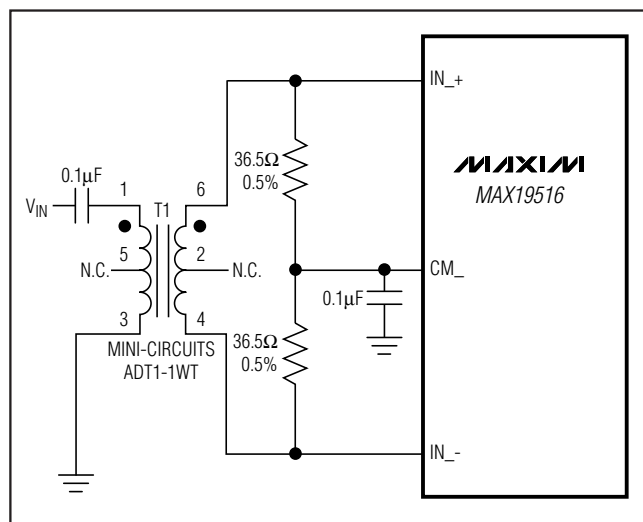 IN_+
36.5Ω
0.5%
MAXIM
MAX19516
0.1μF
1
6
T1
VIN
5
2
N.C.
N.C.
CM_
0.1μF
3
4
36.5Ω
0.5%
MINI-CIRCUITS
ADT1-1WT
IN_-